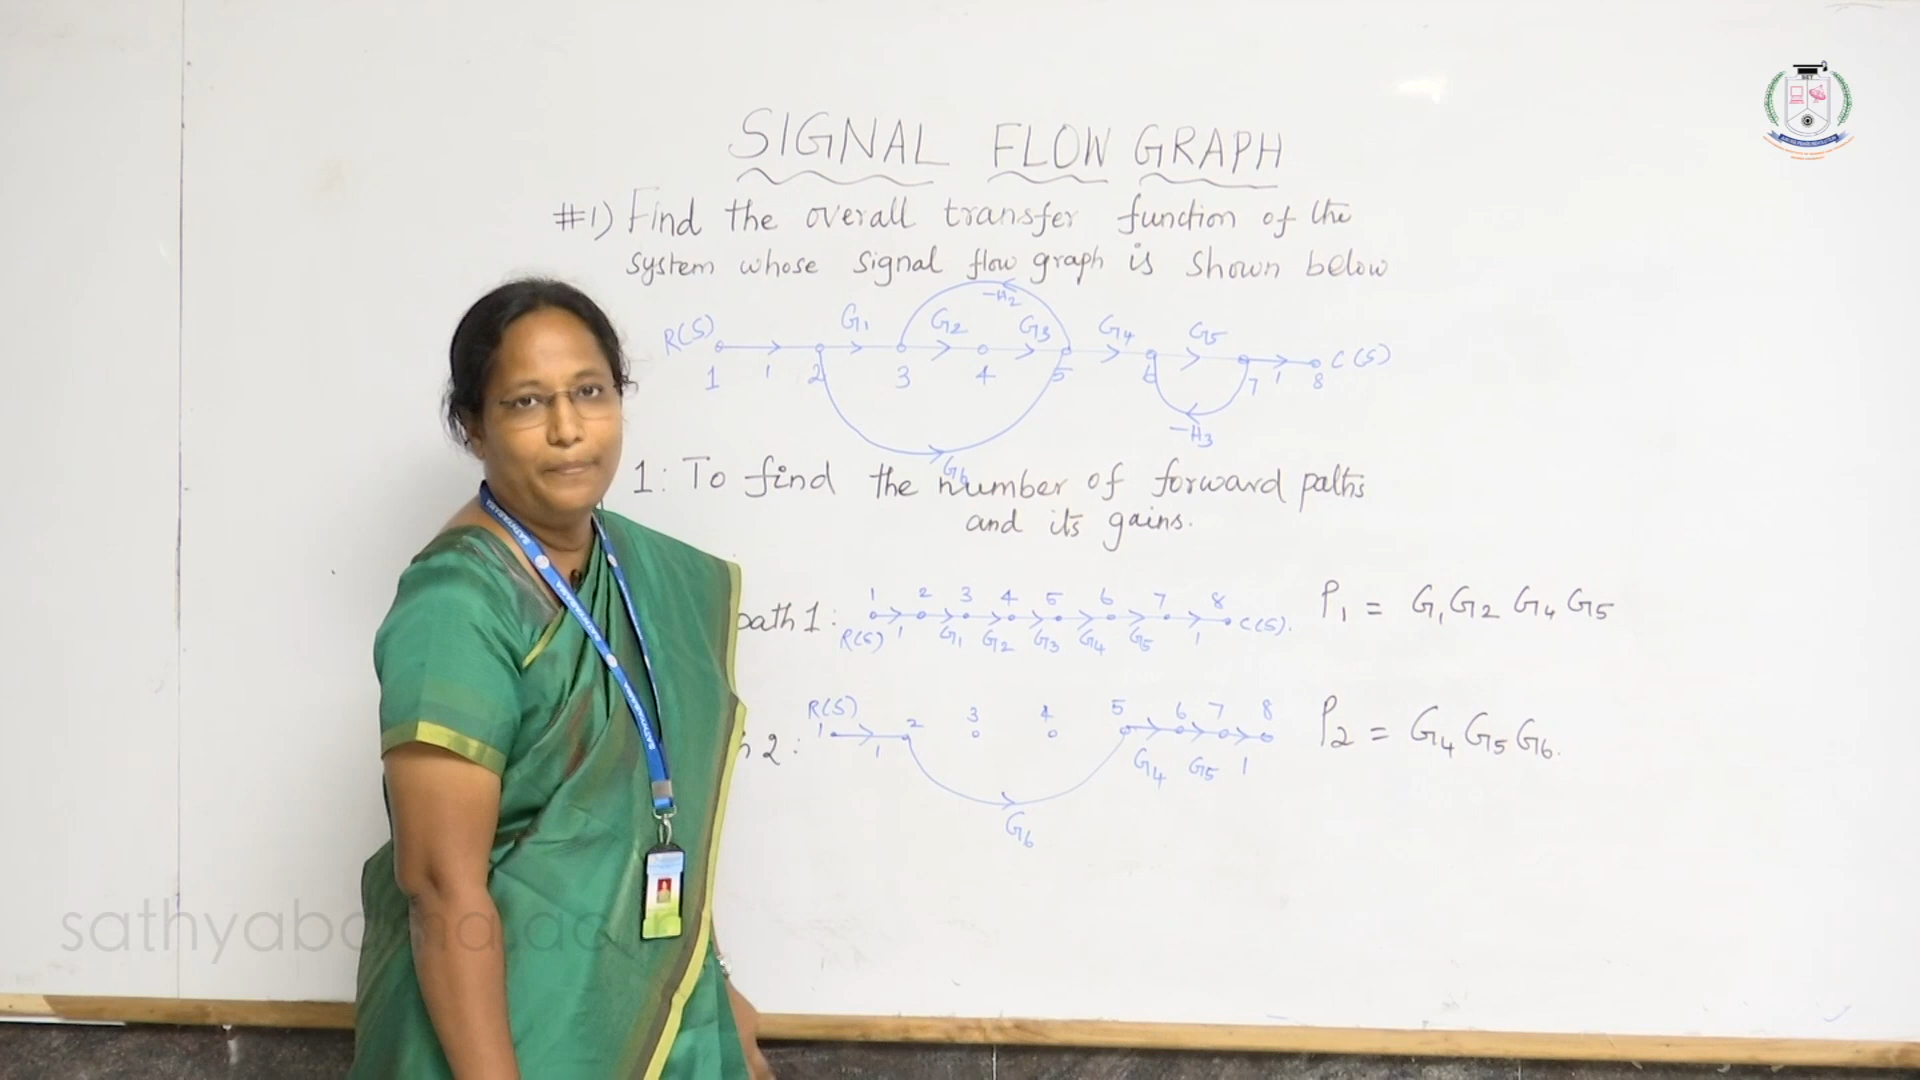 SIGNAL FLOW GRAPH
#1) Find the overall transfer function of the
system whose signal flow graph is shown below
-H2
G1 G2 G3 G4 G5
R(S) C(S)
1 1 2 3 4 5 6 7 1 8
-H3
G6
1: To find the number of forward paths
and its gains.
1 2 3 4 5 6 7 8
path 1: P1 = G1G2 G4G5
R(S) 1 G1 G2 G3 G4 G5 1 C(S).
R(S) 2 3 4 5 6 7 8
1 1
2: P2 = G4G5G6.
G4 G5 1
G6
sathyabama.ac
SATHYABAMA